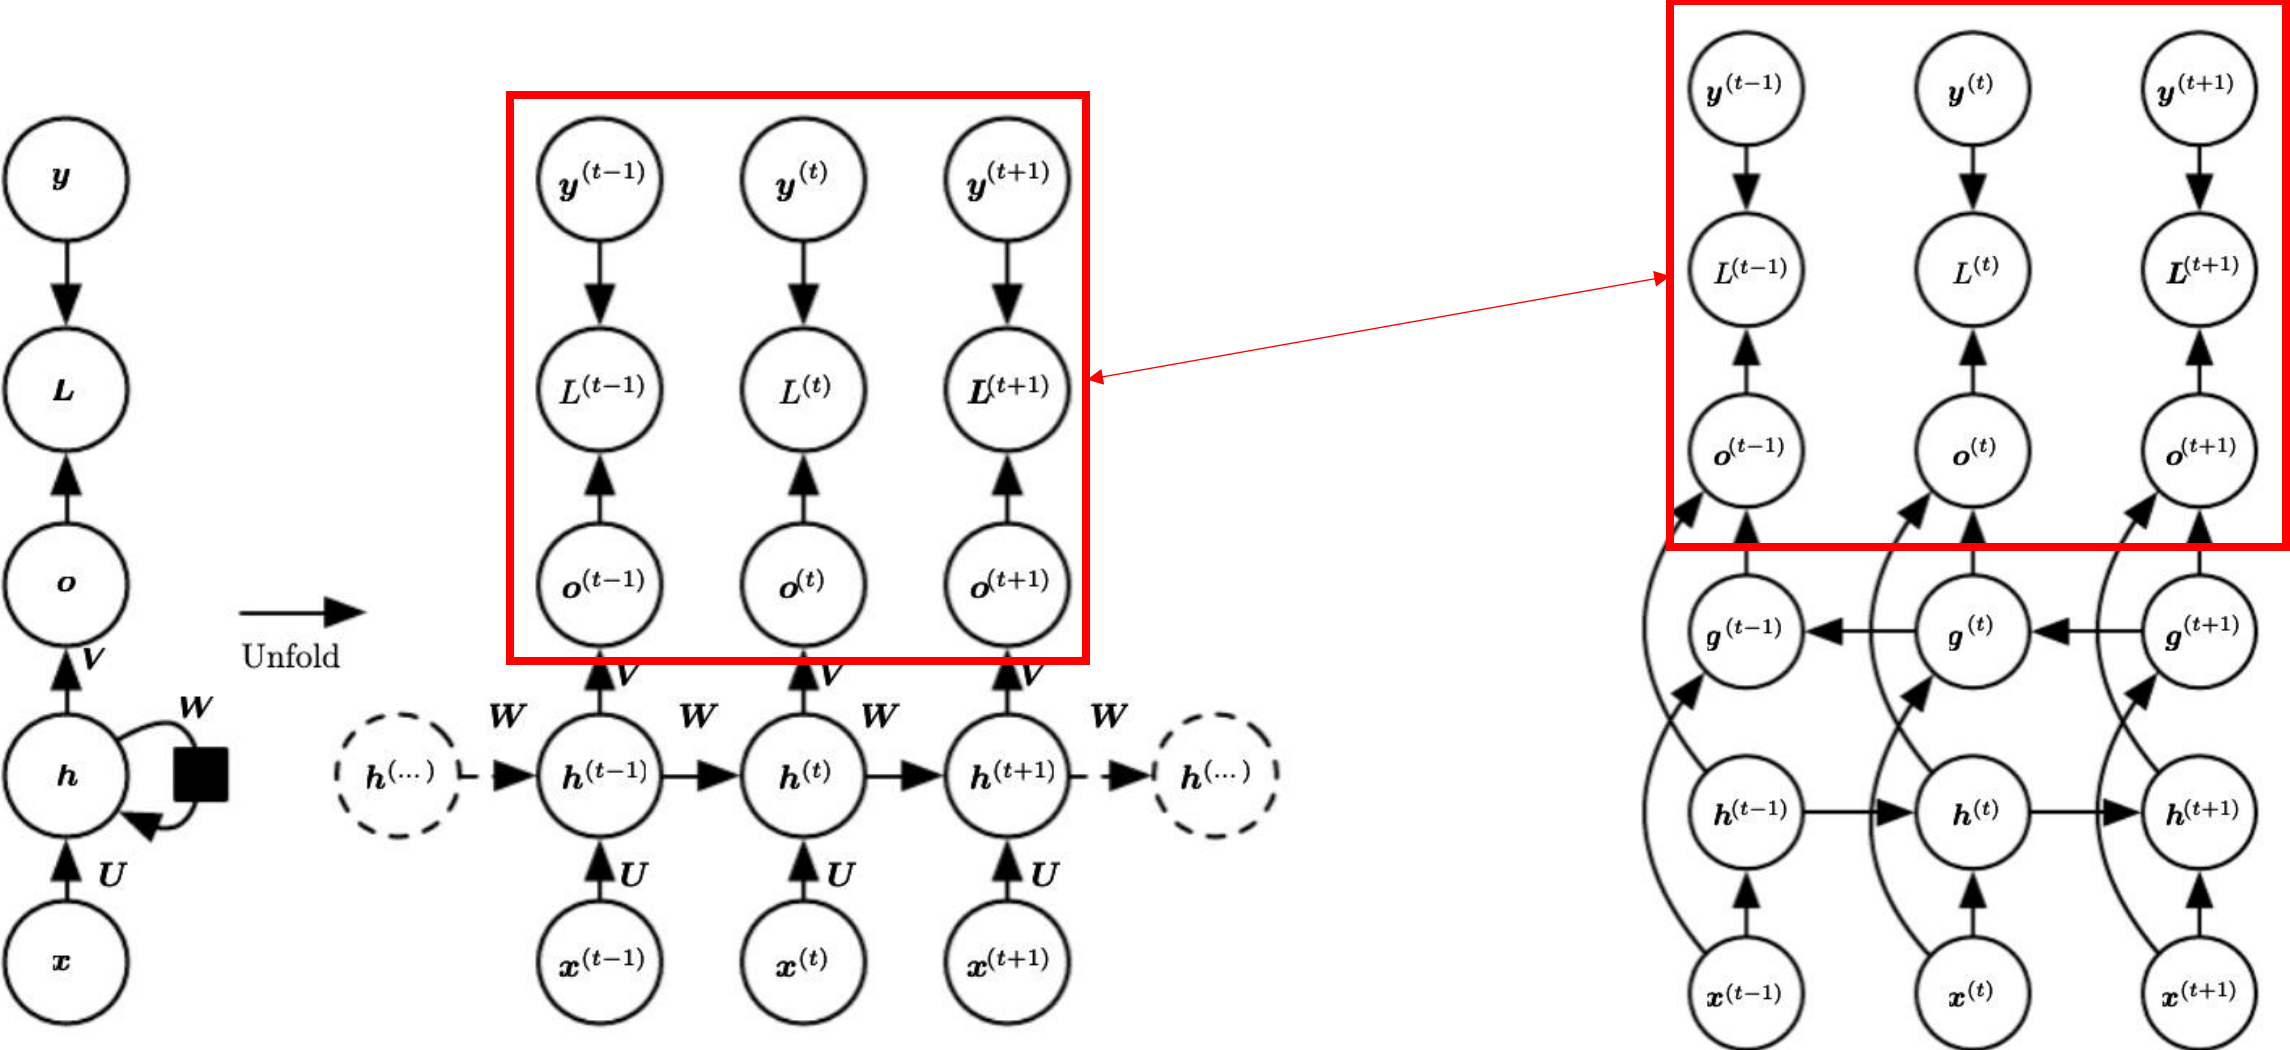 y
L
o
V
W
h
U
x
Unfold
y^(t−1) y^(t) y^(t+1)
L^(t−1) L^(t) L^(t+1)
o^(t−1) o^(t) o^(t+1)
V V V
W W W W
h^(...) h^(t−1) h^(t) h^(t+1) h^(...)
U U U
x^(t−1) x^(t) x^(t+1)
y^(t−1) y^(t) y^(t+1)
L^(t−1) L^(t) L^(t+1)
o^(t−1) o^(t) o^(t+1)
g^(t−1) g^(t) g^(t+1)
h^(t−1) h^(t) h^(t+1)
x^(t−1) x^(t) x^(t+1)